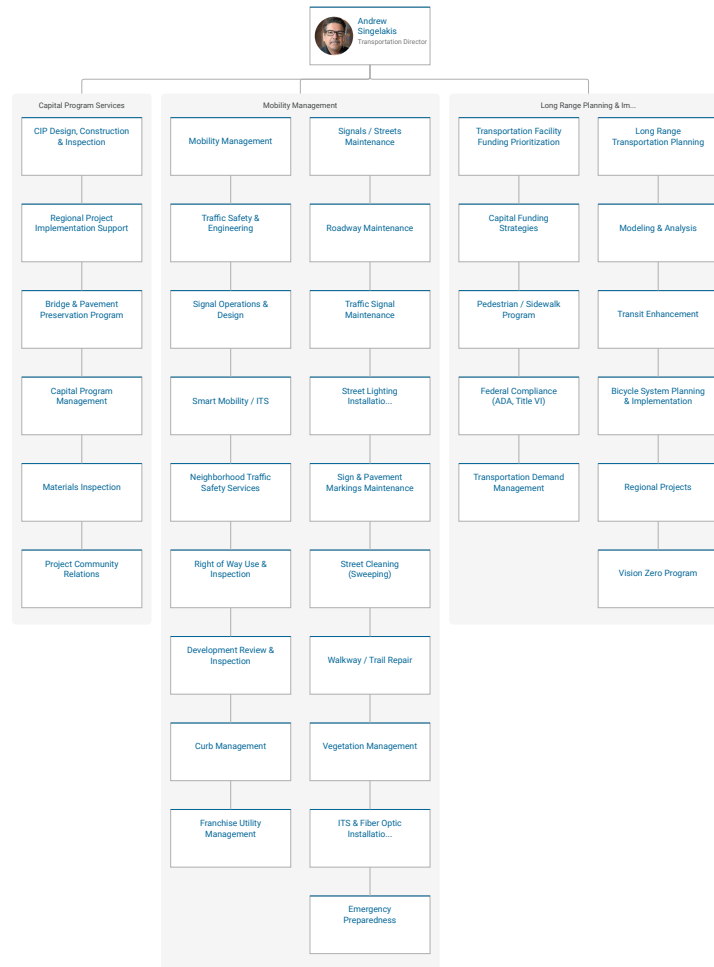 Andrew
Singelakis
Transportation Director
Capital Program Services
CIP Design, Construction
& Inspection
Regional Project
Implementation Support
Bridge & Pavement
Preservation Program
Capital Program
Management
Materials Inspection
Project Community
Relations
Mobility Management
Mobility Management
Traffic Safety &
Engineering
Signal Operations &
Design
Smart Mobility / ITS
Neighborhood Traffic
Safety Services
Right of Way Use &
Inspection
Development Review &
Inspection
Curb Management
Franchise Utility
Management
Signals / Streets
Maintenance
Roadway Maintenance
Traffic Signal
Maintenance
Street Lighting
Installatio...
Sign & Pavement
Markings Maintenance
Street Cleaning
(Sweeping)
Walkway / Trail Repair
Vegetation Management
ITS & Fiber Optic
Installatio...
Emergency
Preparedness
Long Range Planning & Im...
Transportation Facility
Funding Prioritization
Capital Funding
Strategies
Pedestrian / Sidewalk
Program
Federal Compliance
(ADA, Title VI)
Transportation Demand
Management
Long Range
Transportation Planning
Modeling & Analysis
Transit Enhancement
Bicycle System Planning
& Implementation
Regional Projects
Vision Zero Program